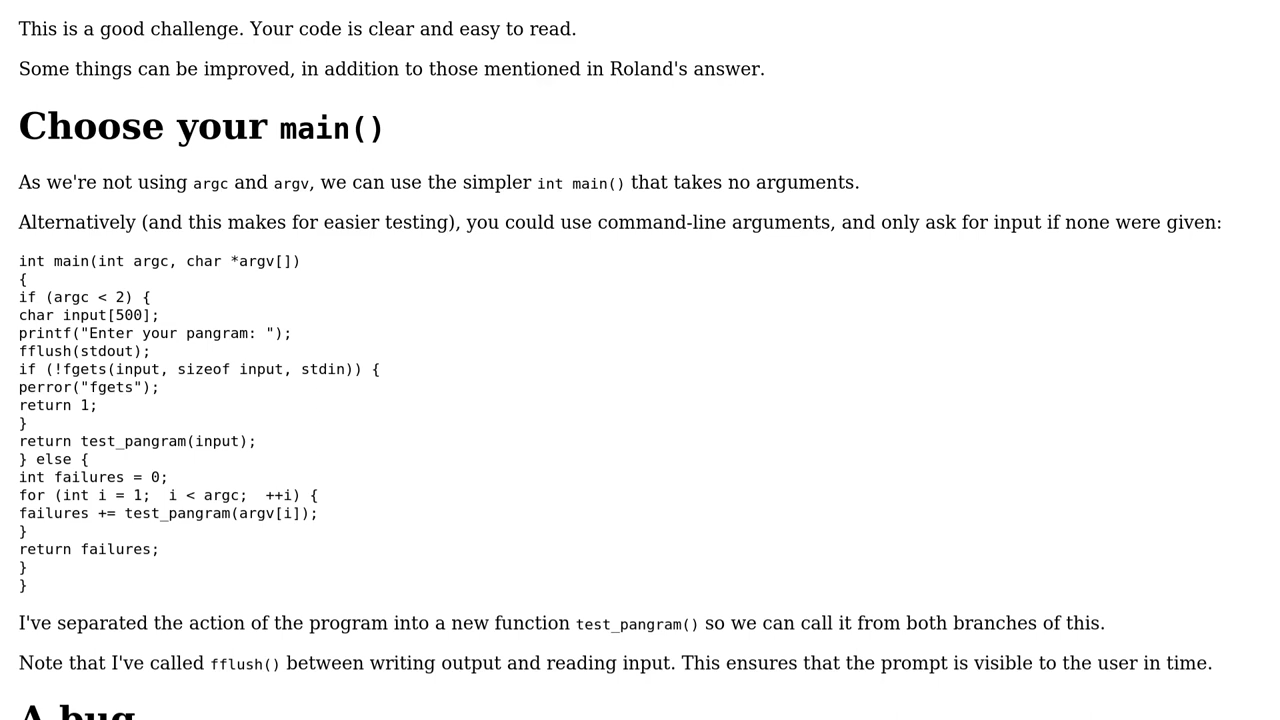 This is a good challenge. Your code is clear and easy to read.
Some things can be improved, in addition to those mentioned in Roland's answer.
Choose your main()
As we're not using argc and argv, we can use the simpler int main() that takes no arguments.
Alternatively (and this makes for easier testing), you could use command-line arguments, and only ask for input if none were given:
int main(int argc, char *argv[])
{
if (argc < 2) {
char input[500];
printf("Enter your pangram: ");
fflush(stdout);
if (!fgets(input, sizeof input, stdin)) {
perror("fgets");
return 1;
}
return test_pangram(input);
} else {
int failures = 0;
for (int i = 1;  i < argc;  ++i) {
failures += test_pangram(argv[i]);
}
return failures;
}
}
I've separated the action of the program into a new function test_pangram() so we can call it from both branches of this.
Note that I've called fflush() between writing output and reading input. This ensures that the prompt is visible to the user in time.
A bug